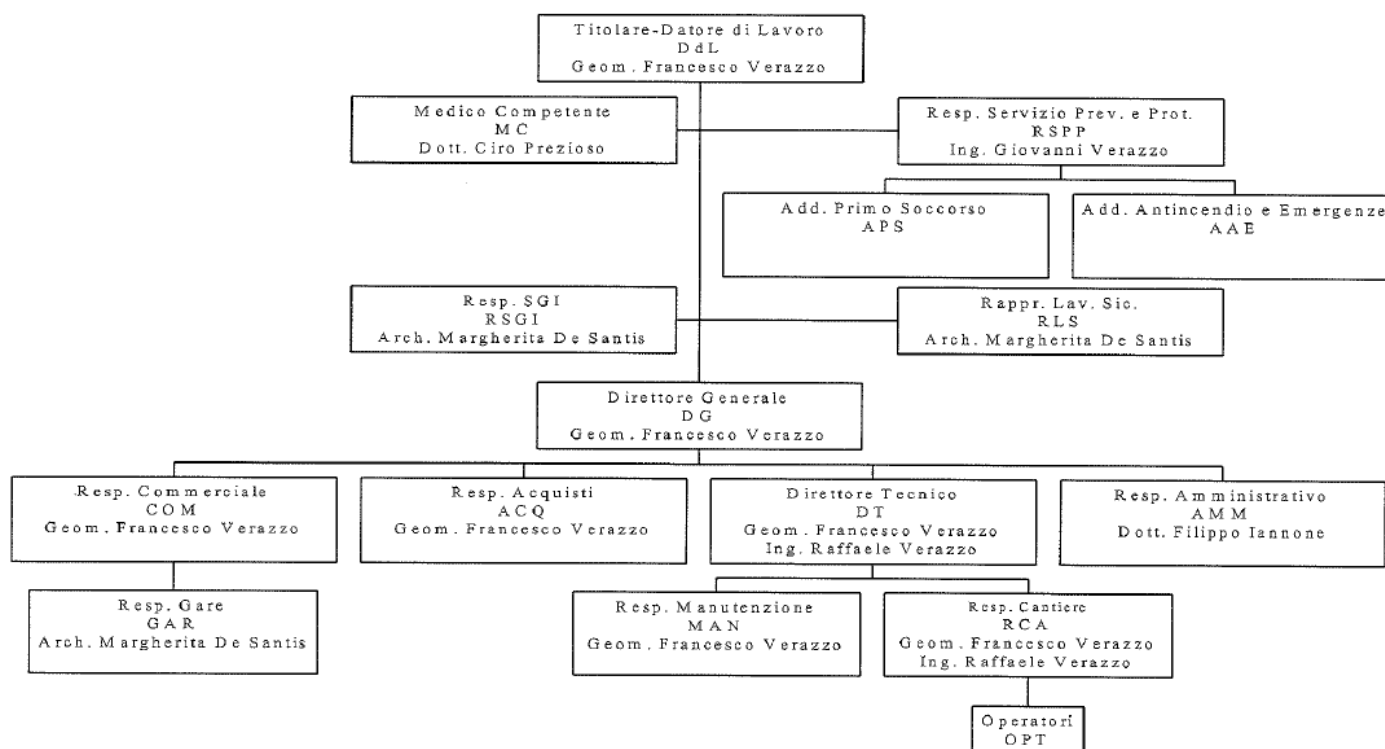 Titolare-Datore di Lavoro
DdL
Geom. Francesco Verazzo
Medico Competente
MC
Dott. Ciro Prezioso
Resp. Servizio Prev. e Prot.
RSPP
Ing. Giovanni Verazzo
Add. Primo Soccorso
APS
Add. Antincendio e Emergenze
AAE
Resp. SGI
RSGI
Arch. Margherita De Santis
Rappr. Lav. Sic.
RLS
Arch. Margherita De Santis
Direttore Generale
DG
Geom. Francesco Verazzo
Resp. Commerciale
COM
Geom. Francesco Verazzo
Resp. Acquisti
ACQ
Geom. Francesco Verazzo
Direttore Tecnico
DT
Geom. Francesco Verazzo
Ing. Raffaele Verazzo
Resp. Amministrativo
AMM
Dott. Filippo Iannone
Resp. Gare
GAR
Arch. Margherita De Santis
Resp. Manutenzione
MAN
Geom. Francesco Verazzo
Resp. Cantiere
RCA
Geom. Francesco Verazzo
Ing. Raffaele Verazzo
Operatori
OPT